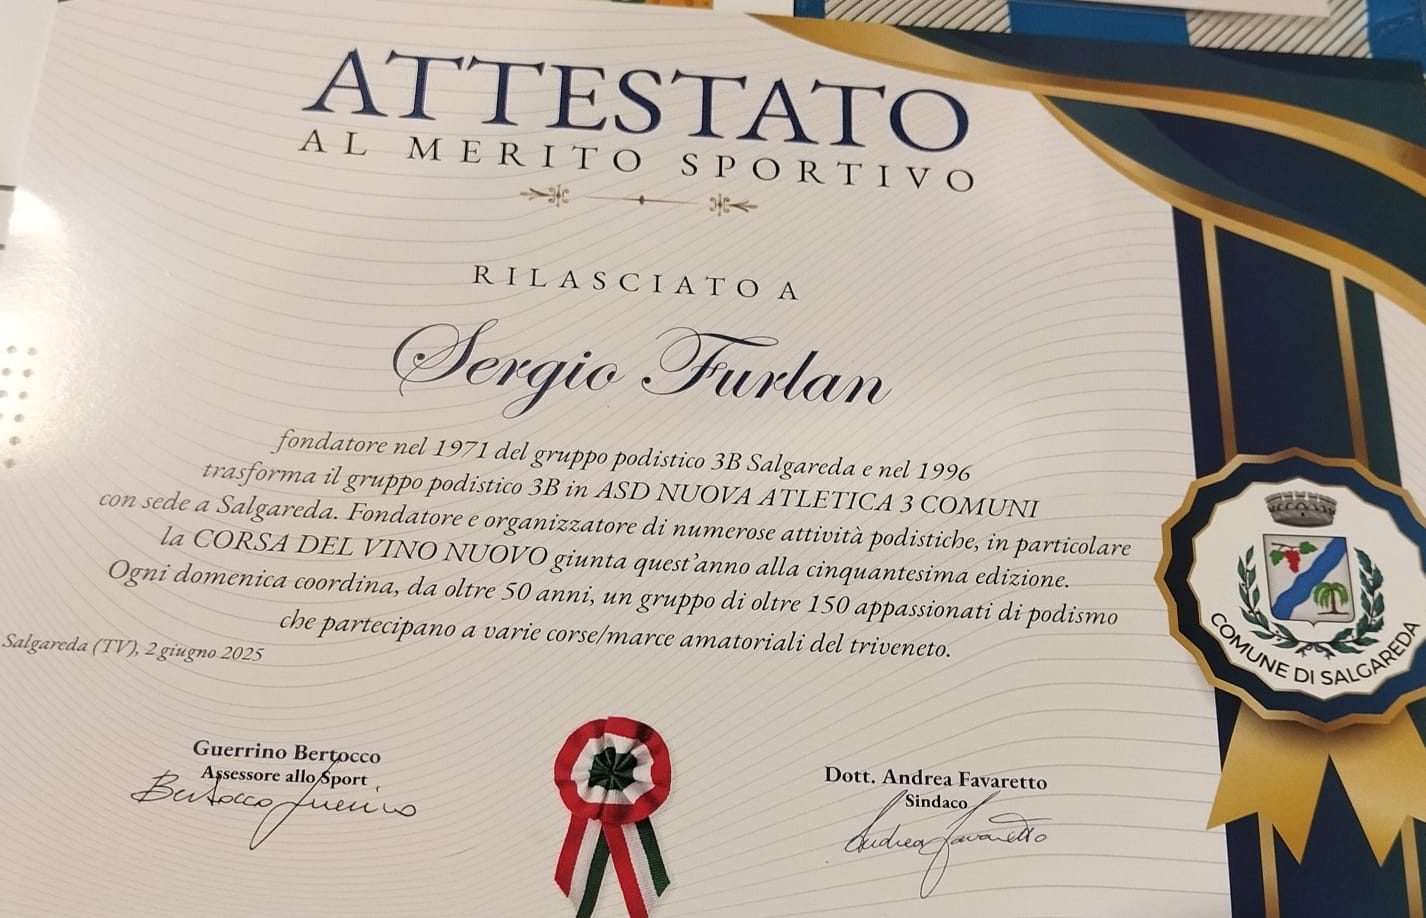 ATTESTATO
AL MERITO SPORTIVO
RILASCIATO A
Sergio Furlan
fondatore nel 1971 del gruppo podistico 3B Salgareda e nel 1996
trasforma il gruppo podistico 3B in ASD NUOVA ATLETICA 3 COMUNI
con sede a Salgareda. Fondatore e organizzatore di numerose attività podistiche, in particolare
la CORSA DEL VINO NUOVO giunta quest'anno alla cinquantesima edizione.
Ogni domenica coordina, da oltre 50 anni, un gruppo di oltre 150 appassionati di podismo
che partecipano a varie corse/marce amatoriali del triveneto.
Salgareda (TV), 2 giugno 2025
Guerrino Bertocco
Assessore allo Sport
Bertocco Guerrino
Dott. Andrea Favaretto
Sindaco
Andrea Favaretto
COMUNE DI SALGAREDA